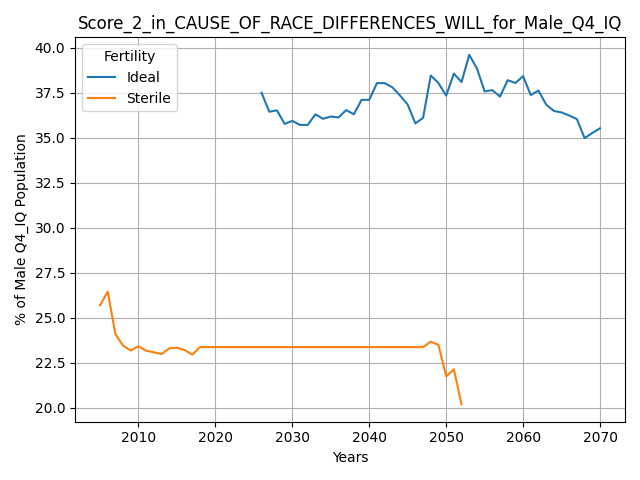 Score_2_in_CAUSE_OF_RACE_DIFFERENCES_WILL_for_Male_Q4_IQ
Fertility
Ideal
Sterile
% of Male Q4_IQ Population
40.0
37.5
35.0
32.5
30.0
27.5
25.0
22.5
20.0
2010 2020 2030 2040 2050 2060 2070
Years